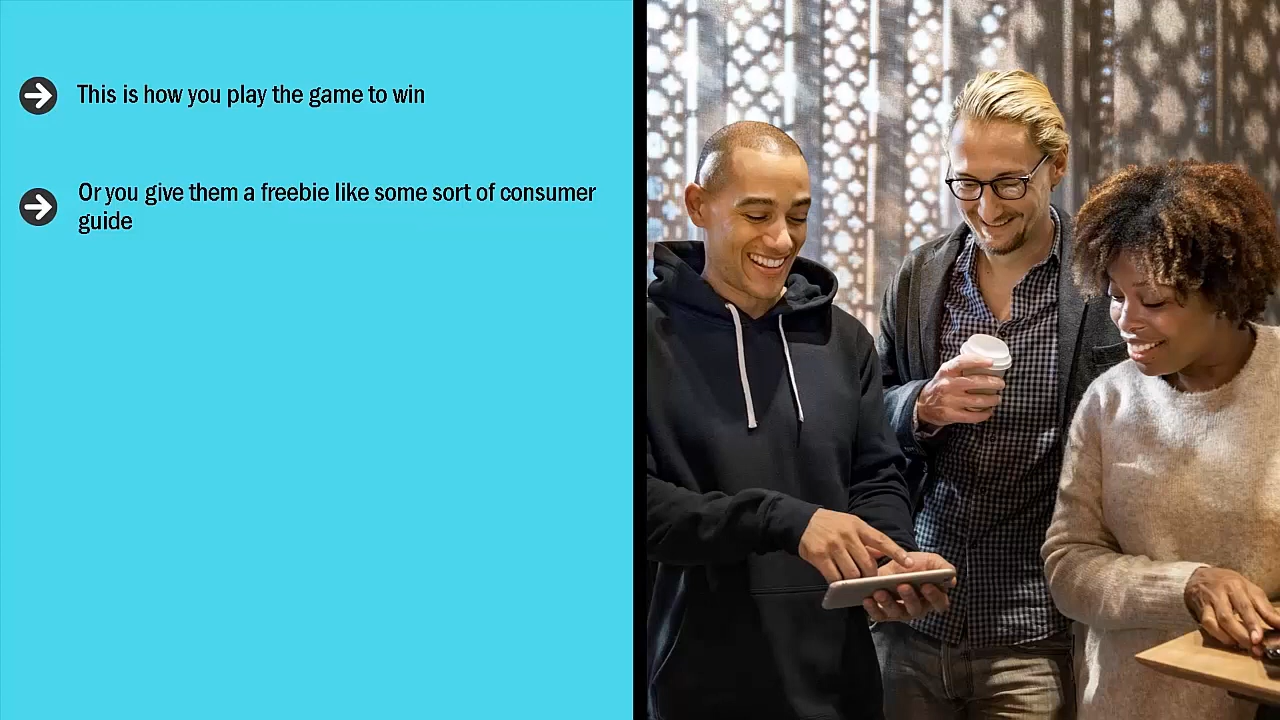 This is how you play the game to win
Or you give them a freebie like some sort of consumer
guide